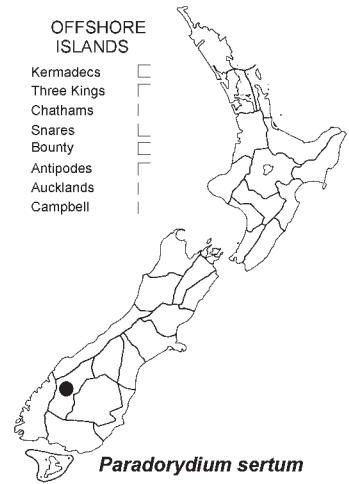 OFFSHORE
ISLANDS
Kermadecs
Three Kings
Chathams
Snares
Bounty
Antipodes
Aucklands
Campbell
Paradorydium sertum